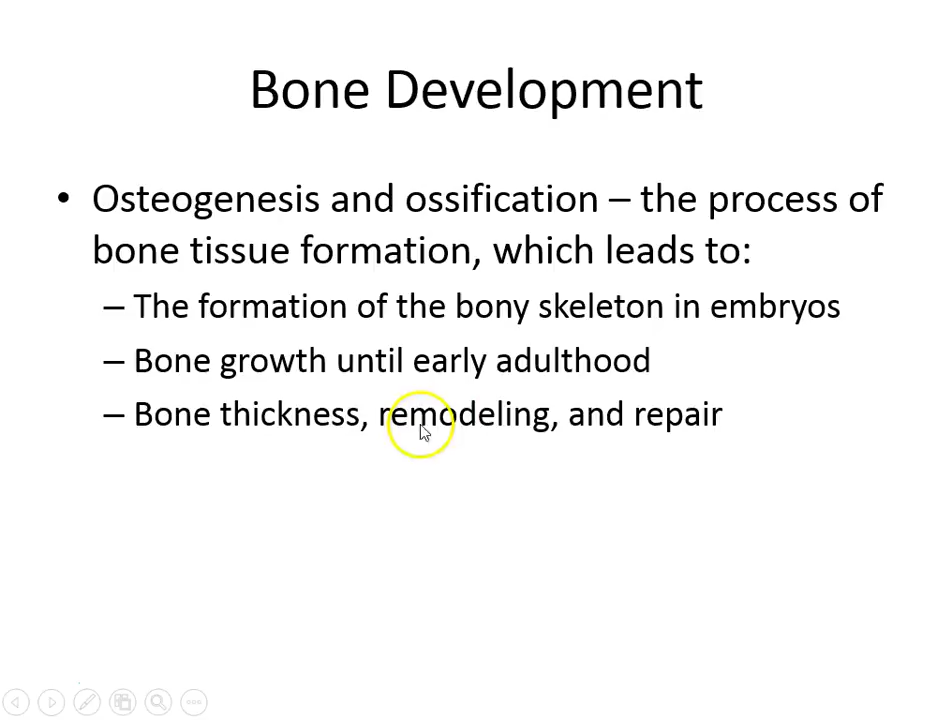 Bone Development
• Osteogenesis and ossification – the process of
bone tissue formation, which leads to:
– The formation of the bony skeleton in embryos
– Bone growth until early adulthood
– Bone thickness, remodeling, and repair